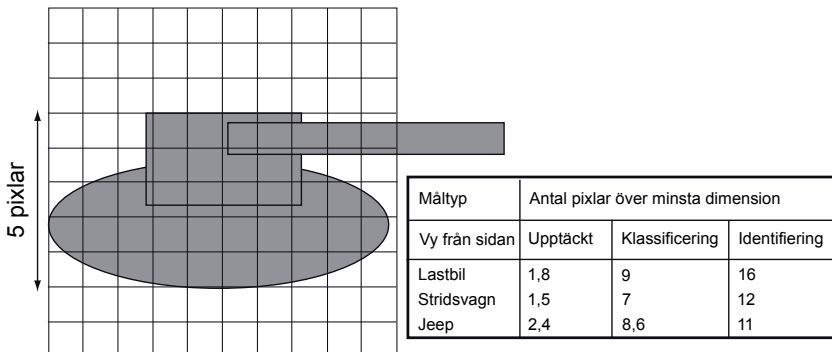 5 pixlar
Måltyp Antal pixlar över minsta dimension
Vy från sidan Upptäckt Klassificering Identifiering
Lastbil 1,8 9 16
Stridsvagn 1,5 7 12
Jeep 2,4 8,6 11